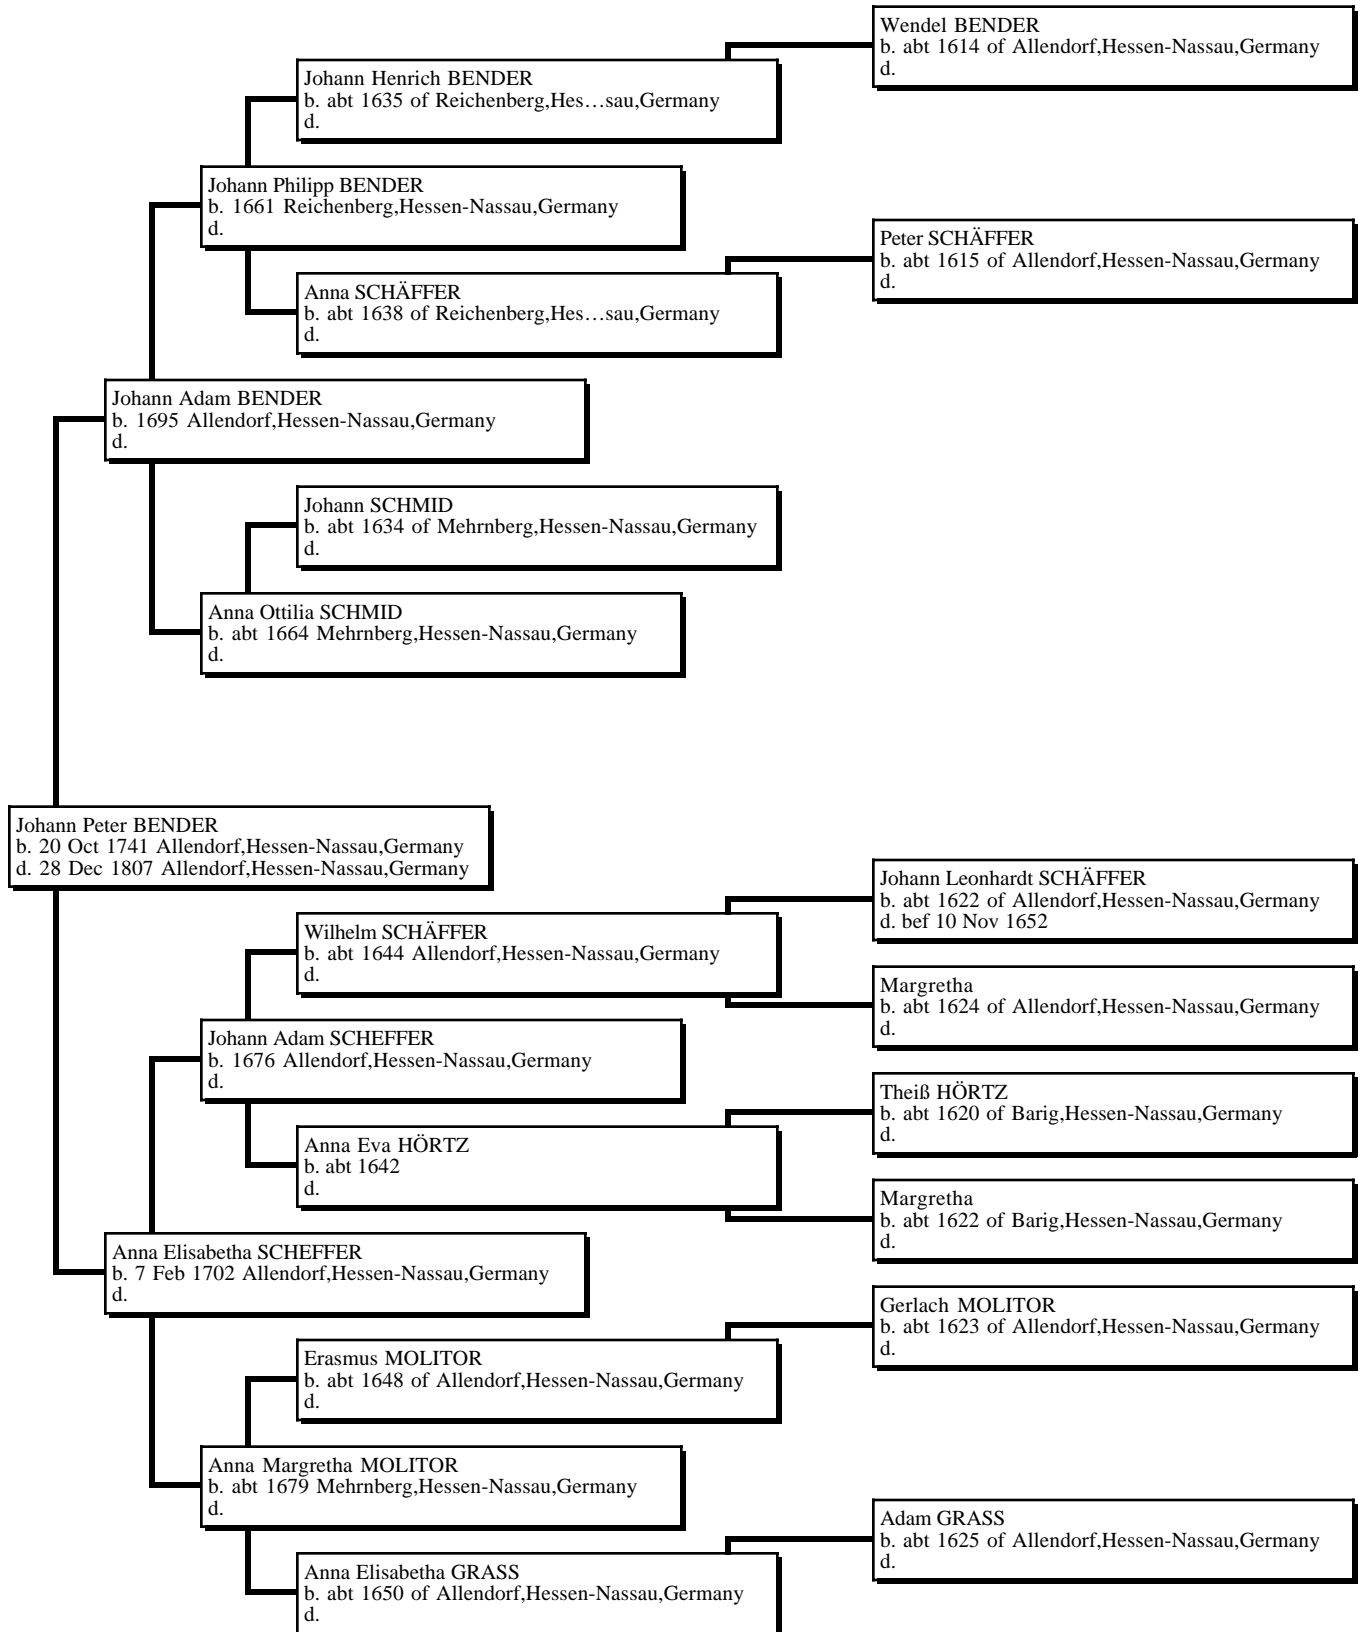 Wendel BENDER
b. abt 1614 of Allendorf,Hessen-Nassau,Germany
d.
Johann Henrich BENDER
b. abt 1635 of Reichenberg,Hes…sau,Germany
d.
Johann Philipp BENDER
b. 1661 Reichenberg,Hessen-Nassau,Germany
d.
Peter SCHÄFFER
b. abt 1615 of Allendorf,Hessen-Nassau,Germany
d.
Anna SCHÄFFER
b. abt 1638 of Reichenberg,Hes…sau,Germany
d.
Johann Adam BENDER
b. 1695 Allendorf,Hessen-Nassau,Germany
d.
Johann SCHMID
b. abt 1634 of Mehrnberg,Hessen-Nassau,Germany
d.
Anna Ottilia SCHMID
b. abt 1664 Mehrnberg,Hessen-Nassau,Germany
d.
Johann Peter BENDER
b. 20 Oct 1741 Allendorf,Hessen-Nassau,Germany
d. 28 Dec 1807 Allendorf,Hessen-Nassau,Germany
Johann Leonhardt SCHÄFFER
b. abt 1622 of Allendorf,Hessen-Nassau,Germany
d. bef 10 Nov 1652
Wilhelm SCHÄFFER
b. abt 1644 Allendorf,Hessen-Nassau,Germany
d.
Margretha
b. abt 1624 of Allendorf,Hessen-Nassau,Germany
d.
Johann Adam SCHEFFER
b. 1676 Allendorf,Hessen-Nassau,Germany
d.
Theiß HÖRTZ
b. abt 1620 of Barig,Hessen-Nassau,Germany
d.
Anna Eva HÖRTZ
b. abt 1642
d.
Margretha
b. abt 1622 of Barig,Hessen-Nassau,Germany
d.
Anna Elisabetha SCHEFFER
b. 7 Feb 1702 Allendorf,Hessen-Nassau,Germany
d.
Gerlach MOLITOR
b. abt 1623 of Allendorf,Hessen-Nassau,Germany
d.
Erasmus MOLITOR
b. abt 1648 of Allendorf,Hessen-Nassau,Germany
d.
Anna Margretha MOLITOR
b. abt 1679 Mehrnberg,Hessen-Nassau,Germany
d.
Adam GRASS
b. abt 1625 of Allendorf,Hessen-Nassau,Germany
d.
Anna Elisabetha GRASS
b. abt 1650 of Allendorf,Hessen-Nassau,Germany
d.